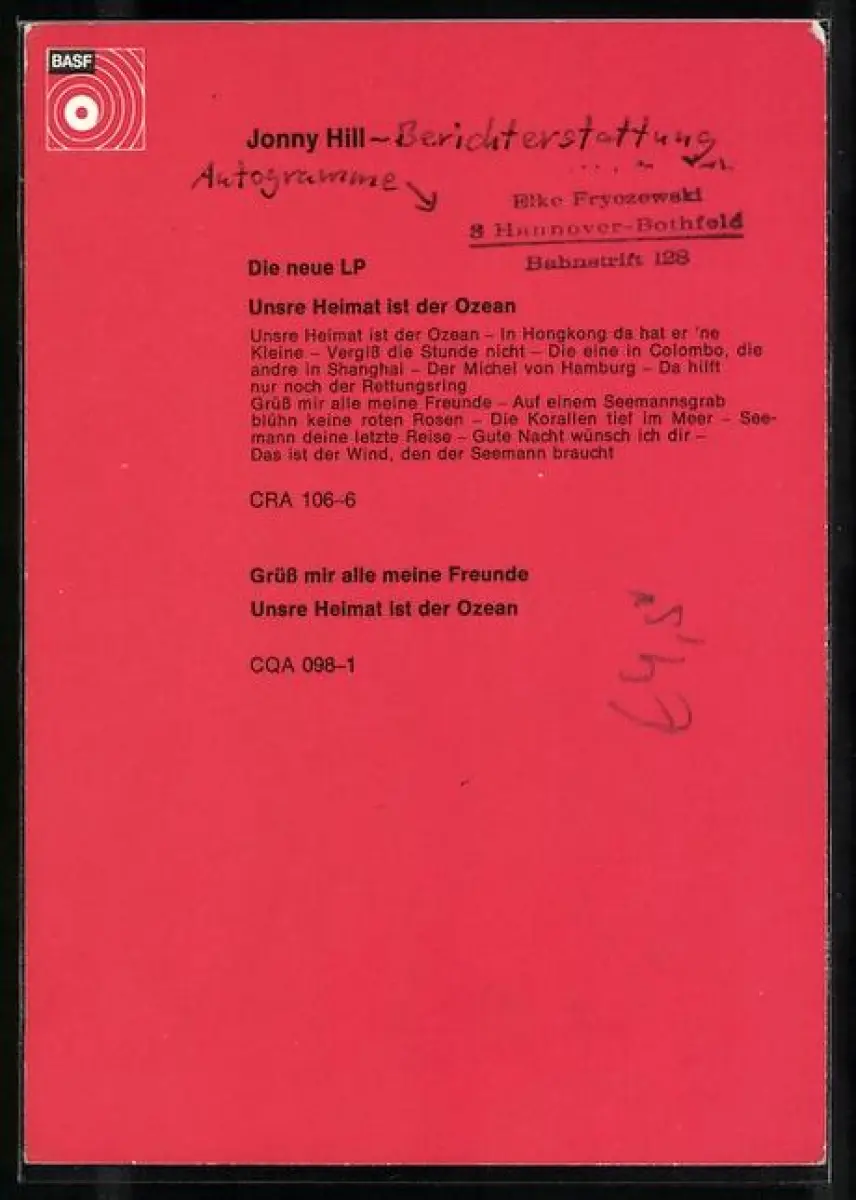 BASF
Jonny Hill – Berichterstattung
Autogramme
Elke Fryczewski
3 Hannover-Bothfeld
Bahnstrift 128
Die neue LP
Unsre Heimat ist der Ozean
Unsre Heimat ist der Ozean – In Hongkong da hat er 'ne
Kleine – Vergiß die Stunde nicht – Die eine in Colombo, die
andre in Shanghai – Der Michel von Hamburg – Da hilft
nur noch der Rettungsring
Grüß mir alle meine Freunde – Auf einem Seemannsgrab
blühn keine roten Rosen – Die Korallen tief im Meer – See-
mann deine letzte Reise – Gute Nacht wünsch ich dir –
Das ist der Wind, den der Seemann braucht
CRA 106–6
Grüß mir alle meine Freunde
Unsre Heimat ist der Ozean
CQA 098–1